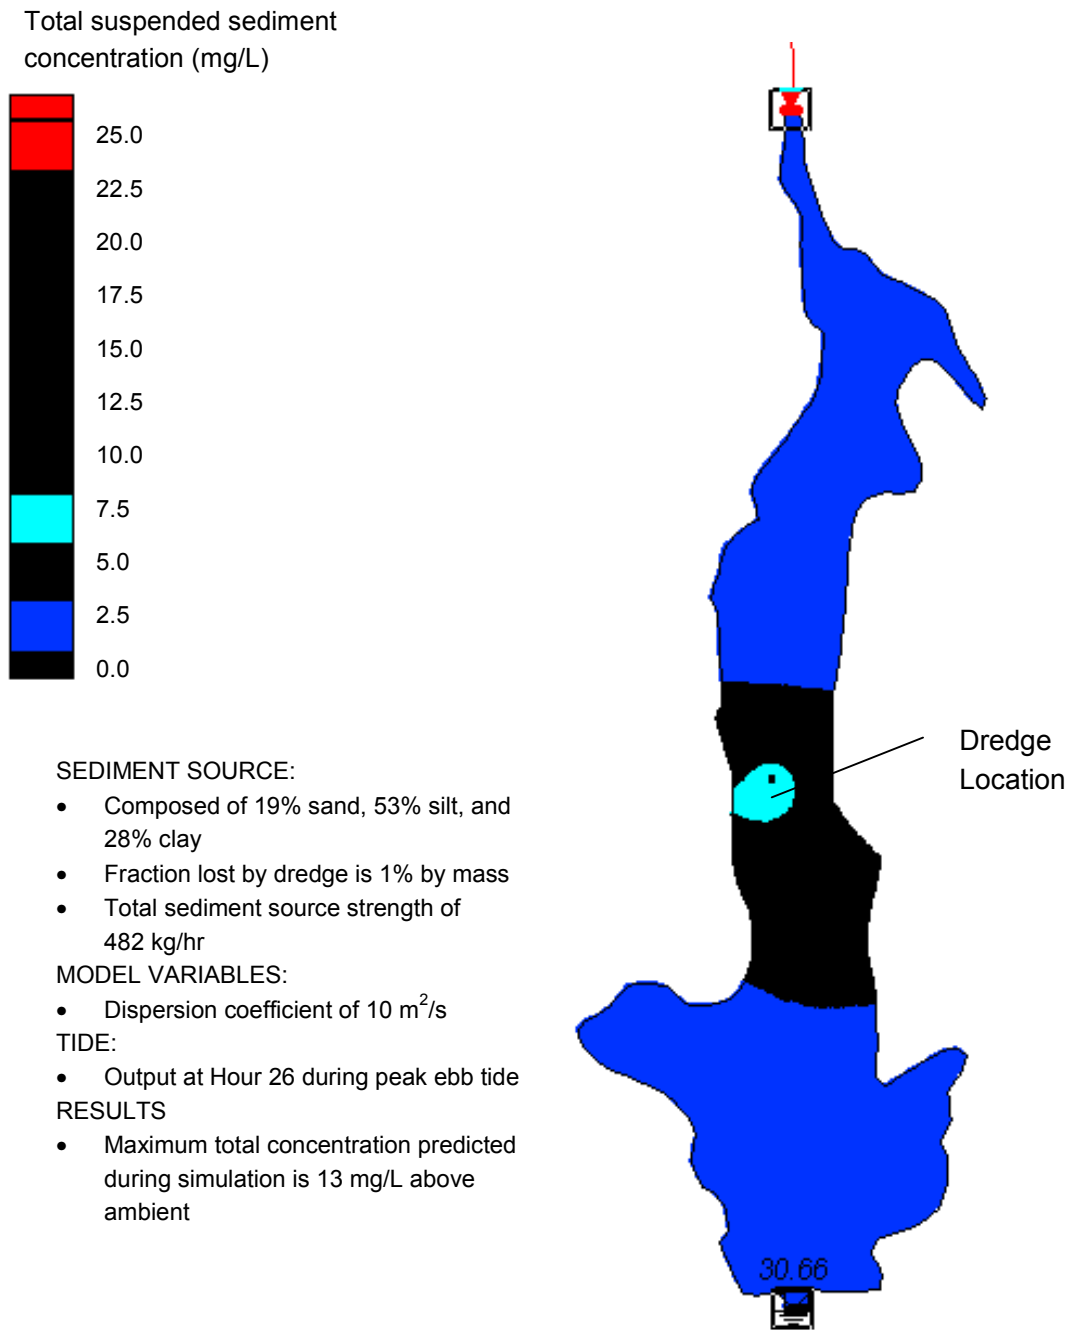 Total suspended sediment
concentration (mg/L)
25.0
22.5
20.0
17.5
15.0
12.5
10.0
7.5
5.0
2.5
0.0
Dredge
Location
SEDIMENT SOURCE:
• Composed of 19% sand, 53% silt, and
28% clay
• Fraction lost by dredge is 1% by mass
• Total sediment source strength of
482 kg/hr
MODEL VARIABLES:
• Dispersion coefficient of 10 m²/s
TIDE:
• Output at Hour 26 during peak ebb tide
RESULTS
• Maximum total concentration predicted
during simulation is 13 mg/L above
ambient
30.66